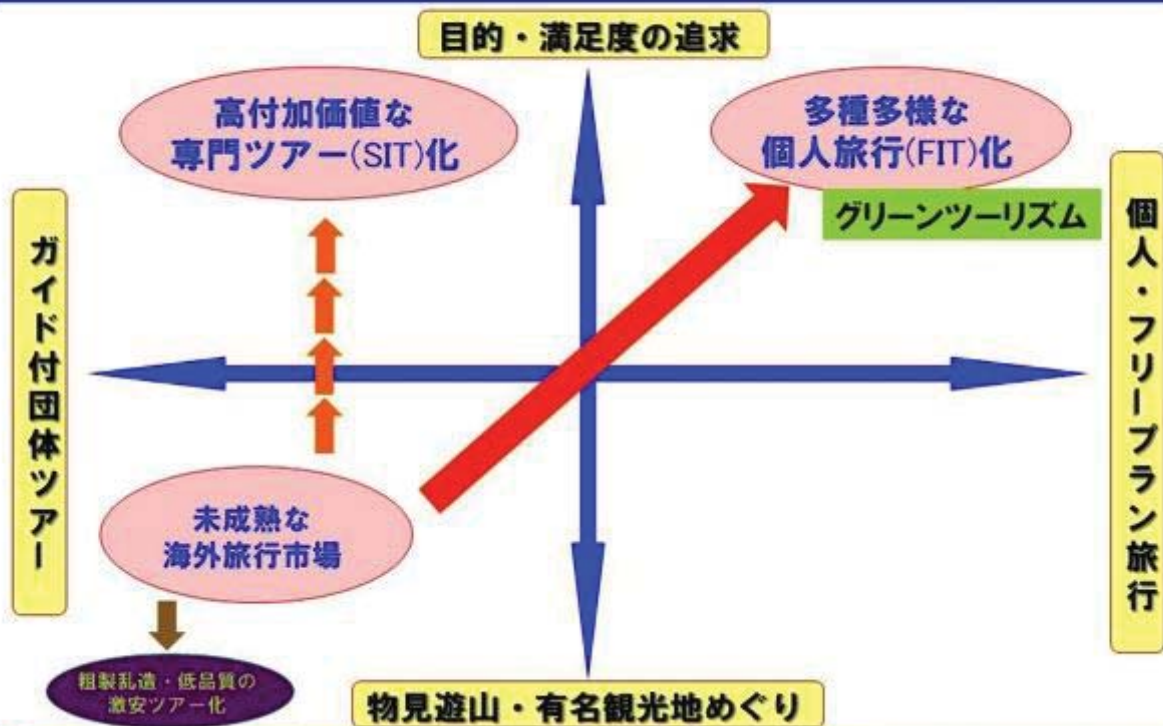 目的・満足度の追求
高付加価値な
専門ツアー(SIT)化
多種多様な
個人旅行(FIT)化
グリーンツーリズム
ガイド付団体ツアー
個人・フリープラン旅行
未成熟な
海外旅行市場
粗製乱造・低品質の
激安ツアー化
物見遊山・有名観光地めぐり